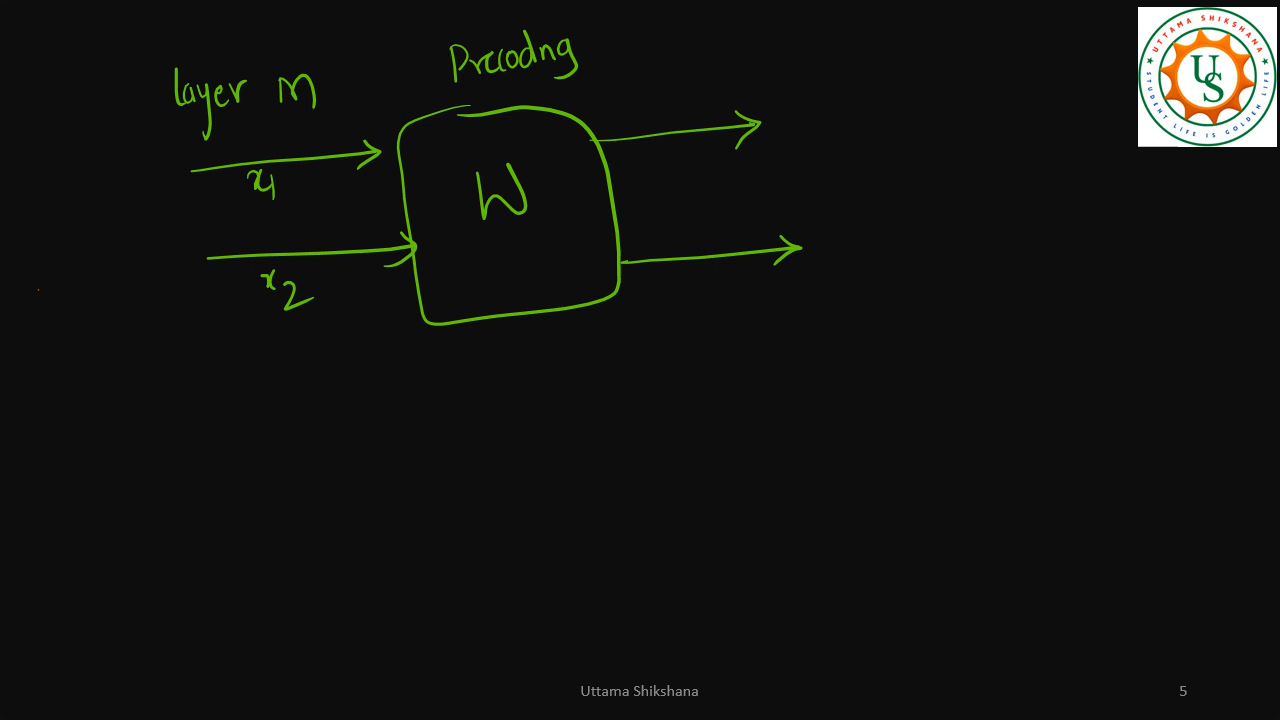 Precoding
layer m
x1
W
x2
UTTAMA SHIKSHANA
US
STUDENT LIFE IS GOLDEN LIFE
Uttama Shikshana
5